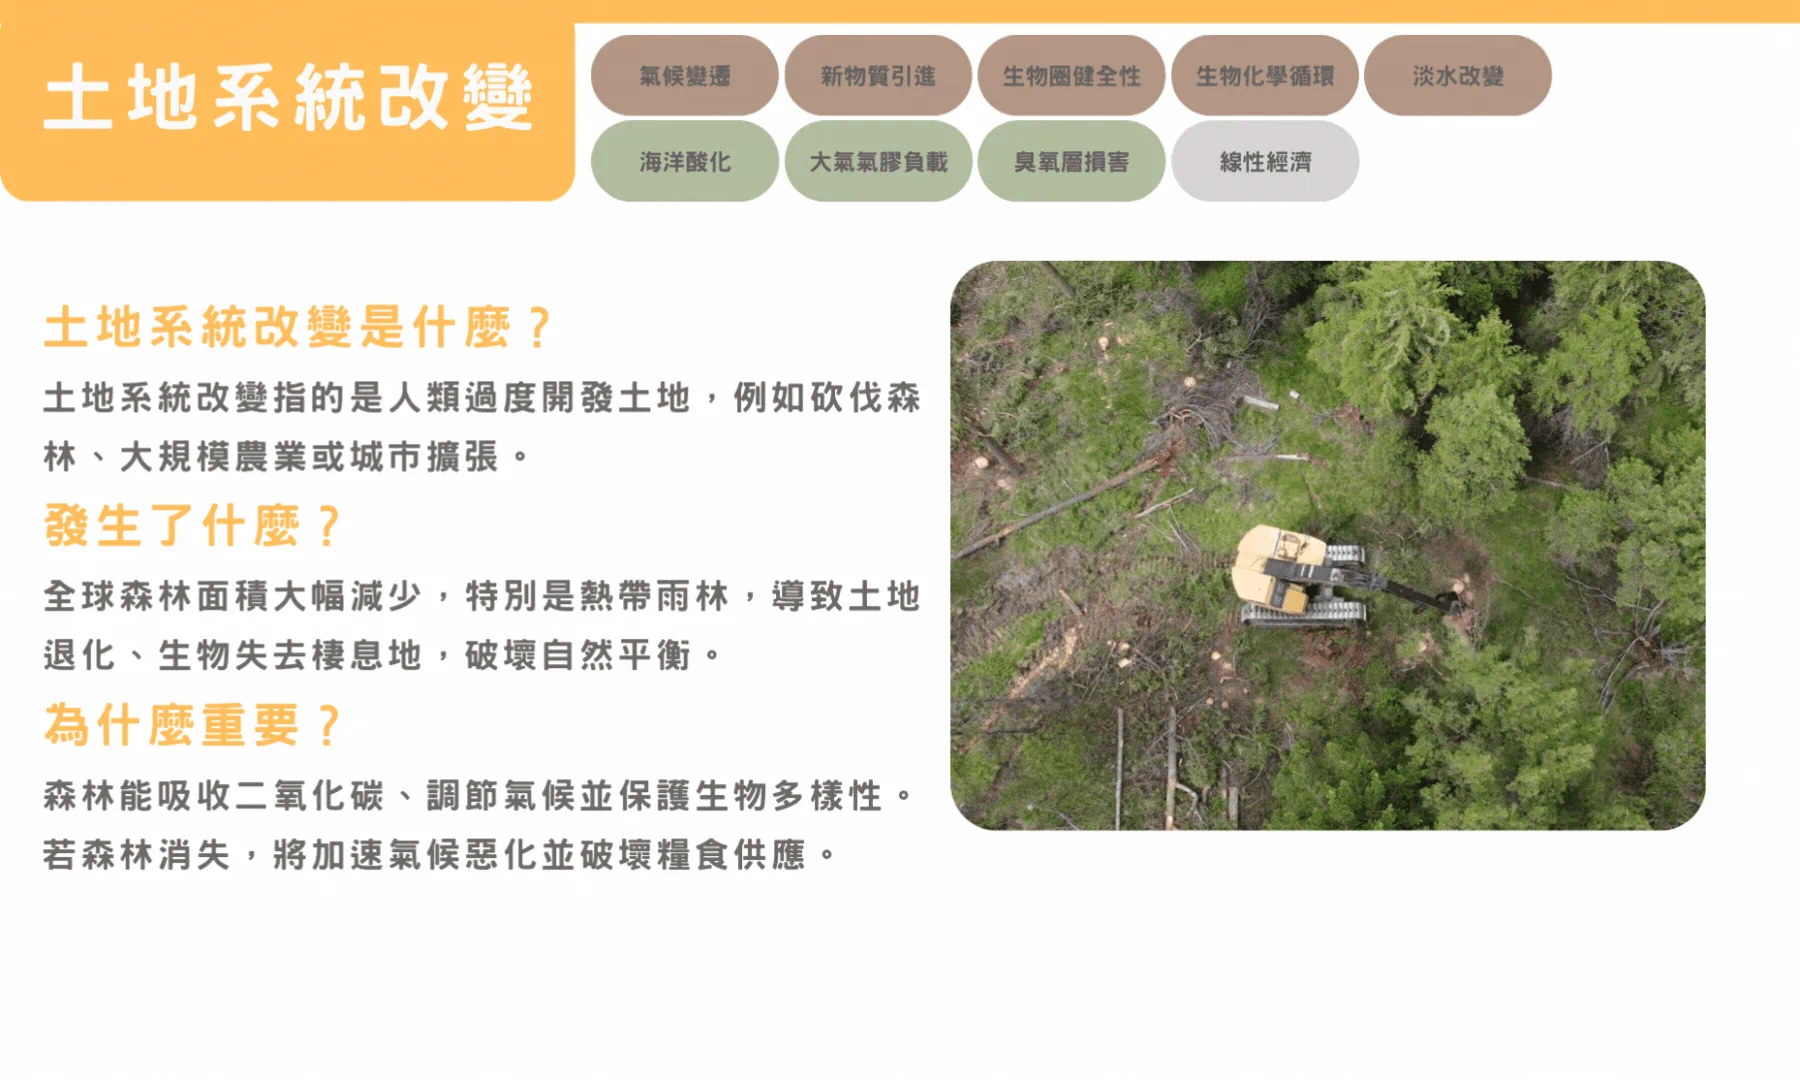 土地系統改變
氣候變遷
新物質引進
生物圈健全性
生物化學循環
淡水改變
海洋酸化
大氣氣膠負載
臭氧層損害
線性經濟
土地系統改變是什麼？
土地系統改變指的是人類過度開發土地，例如砍伐森
林、大規模農業或城市擴張。
發生了什麼？
全球森林面積大幅減少，特別是熱帶雨林，導致土地
退化、生物失去棲息地，破壞自然平衡。
為什麼重要？
森林能吸收二氧化碳、調節氣候並保護生物多樣性。
若森林消失，將加速氣候惡化並破壞糧食供應。